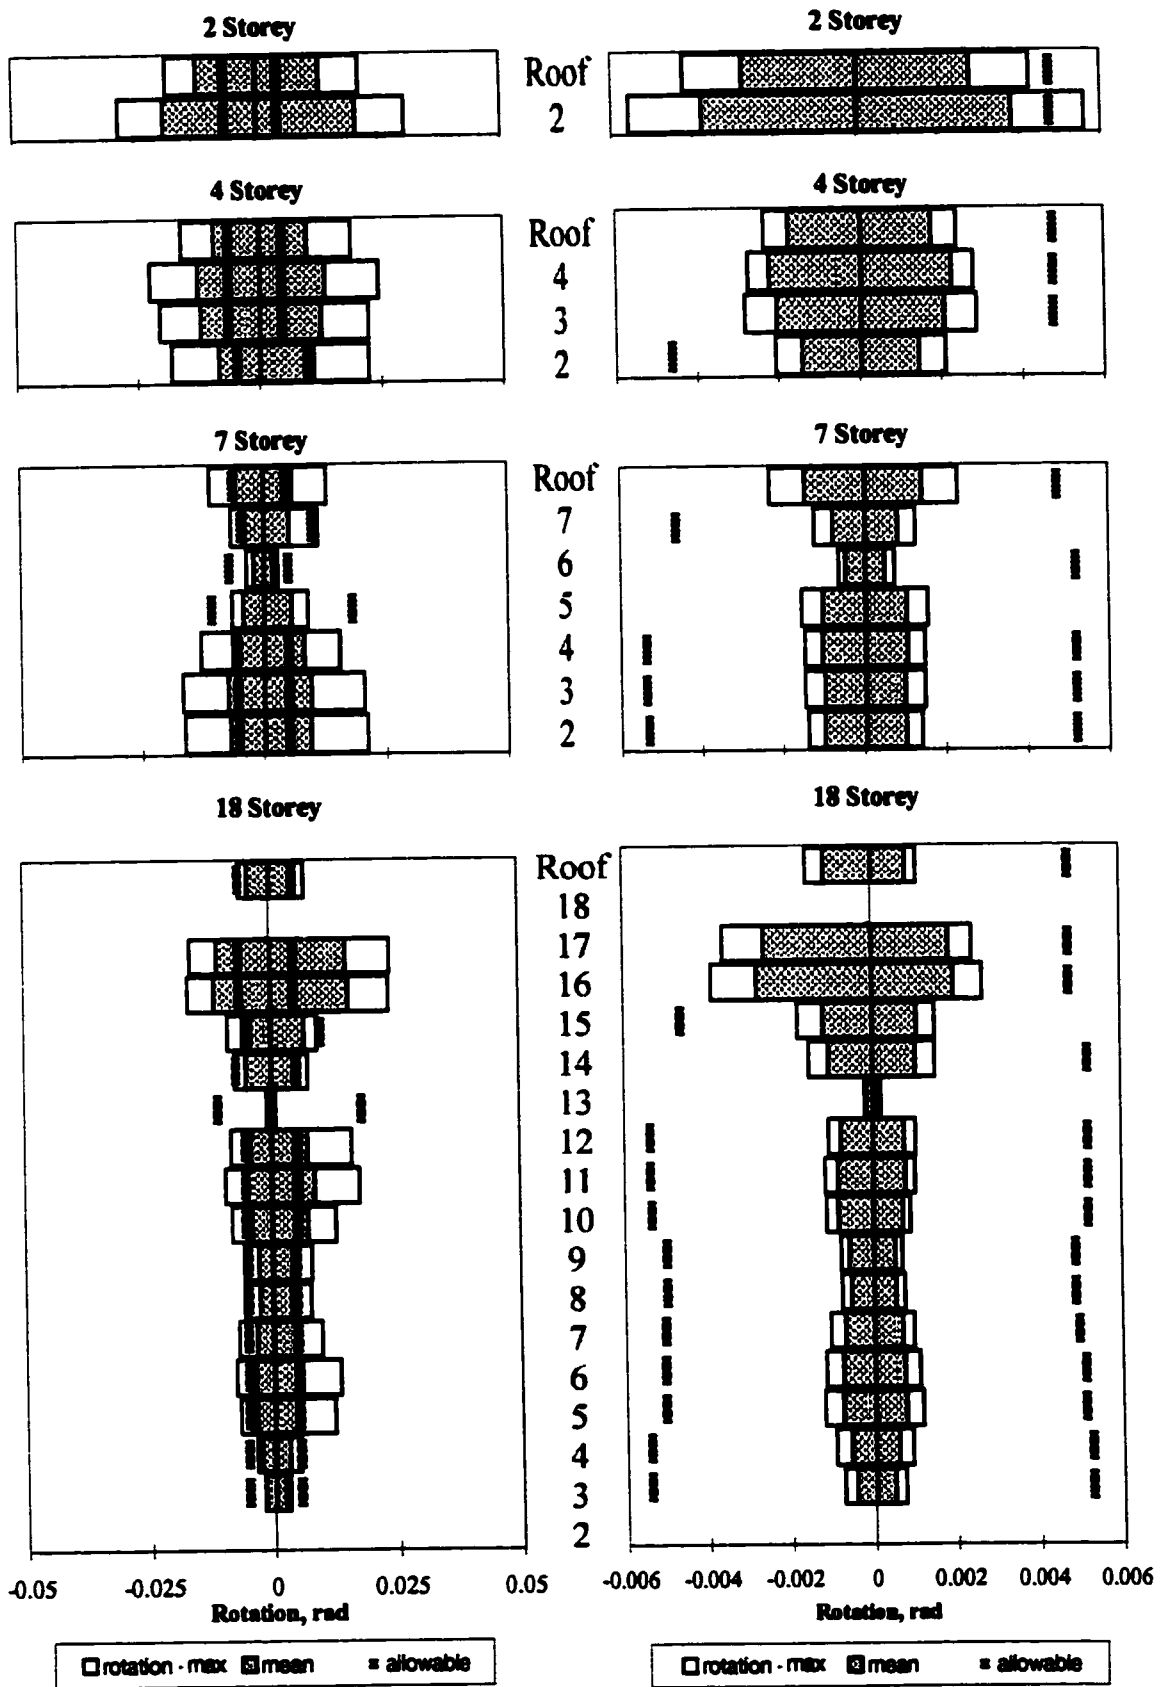 2 Storey
2 Storey
Roof
2
4 Storey
4 Storey
Roof
4
3
2
7 Storey
7 Storey
Roof
7
6
5
4
3
2
18 Storey
18 Storey
Roof
18
17
16
15
14
13
12
11
10
9
8
7
6
5
4
3
2
-0.05 -0.025 0 0.025 0.05
-0.006 -0.004 -0.002 0 0.002 0.004 0.006
Rotation, rad
Rotation, rad
rotation - max mean allowable
rotation - max mean allowable